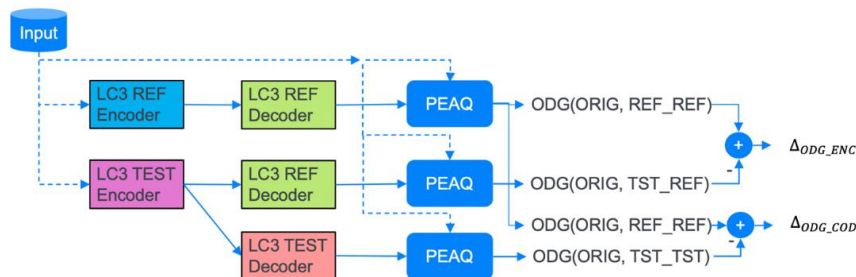 Input
LC3 REF
Encoder
LC3 REF
Decoder
PEAQ
ODG(ORIG, REF_REF)
+
-
Δ_ODG_ENC
LC3 TEST
Encoder
LC3 REF
Decoder
PEAQ
ODG(ORIG, TST_REF)
ODG(ORIG, REF_REF)
+
-
Δ_ODG_COD
LC3 TEST
Decoder
PEAQ
ODG(ORIG, TST_TST)